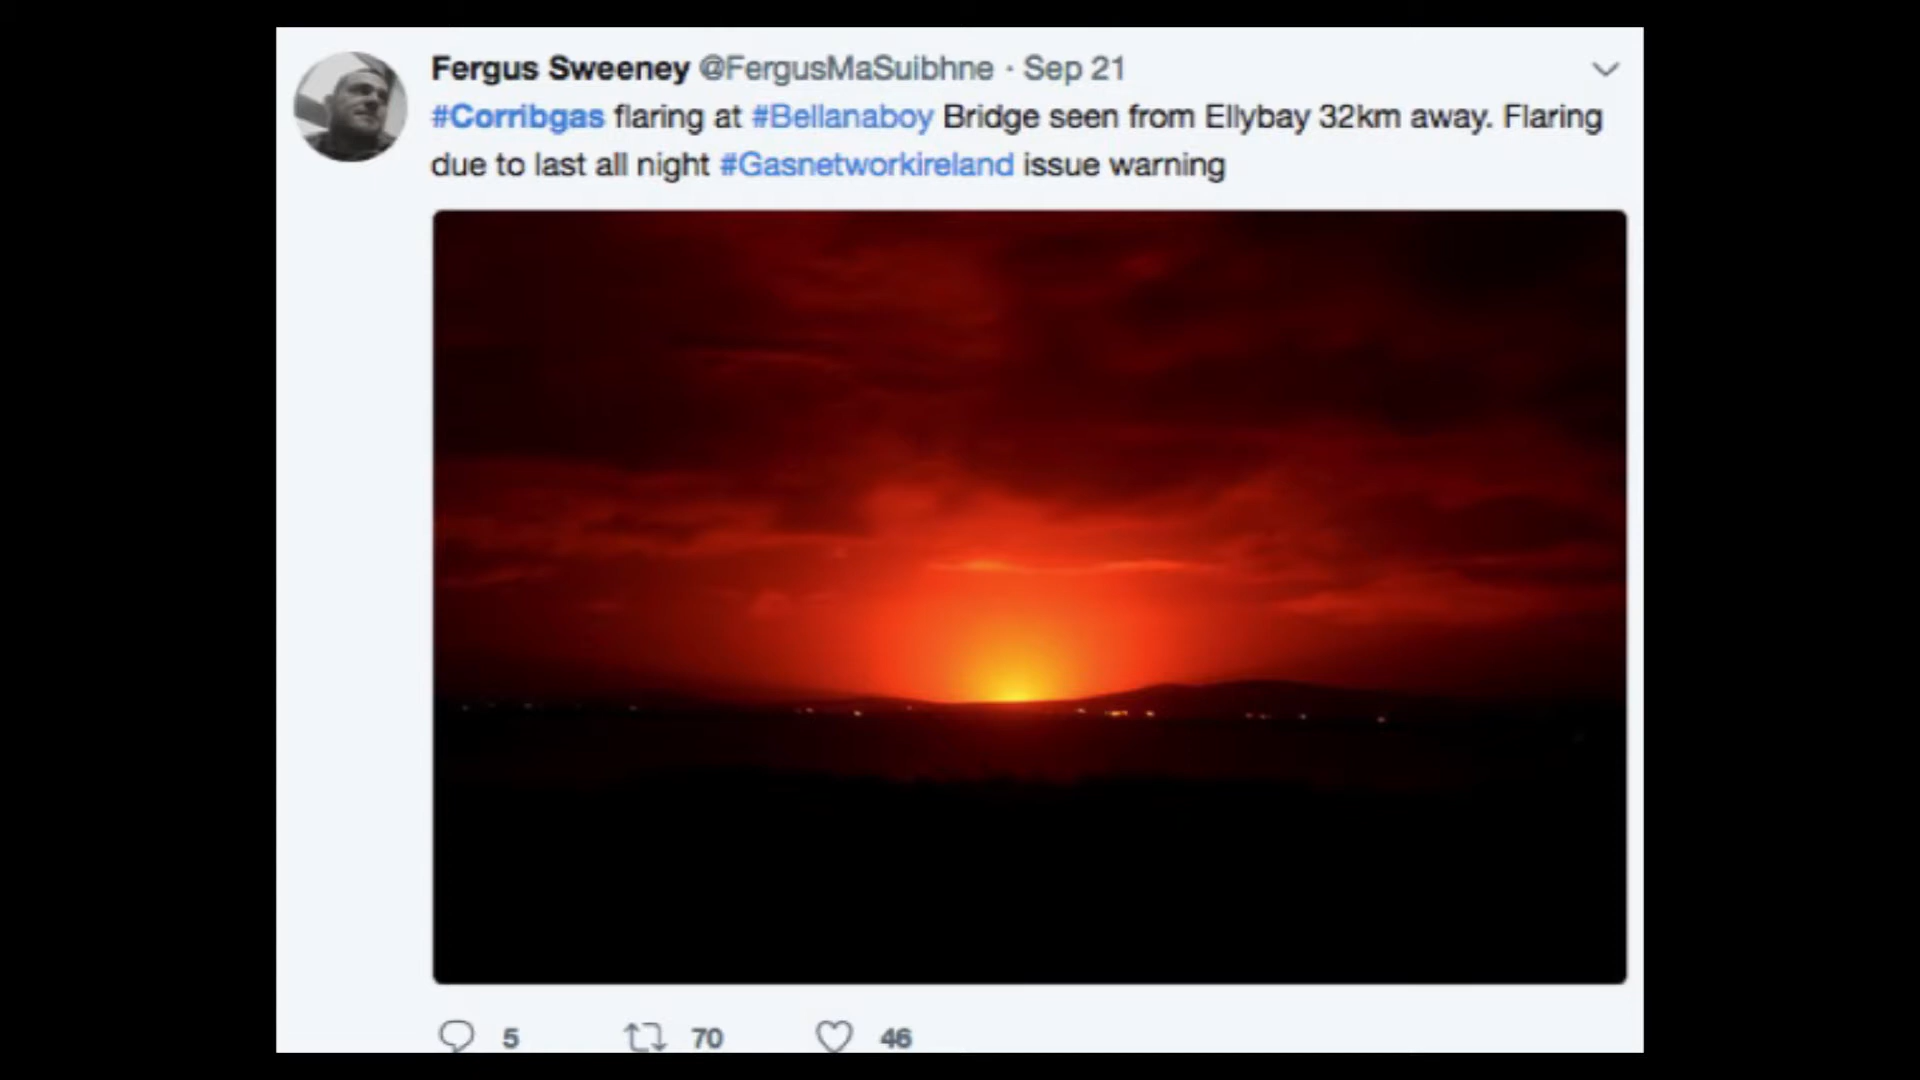 Fergus Sweeney @FergusMaSuibhne · Sep 21
#Corribgas flaring at #Bellanaboy Bridge seen from Ellybay 32km away. Flaring
due to last all night #Gasnetworkireland issue warning
5 70 46